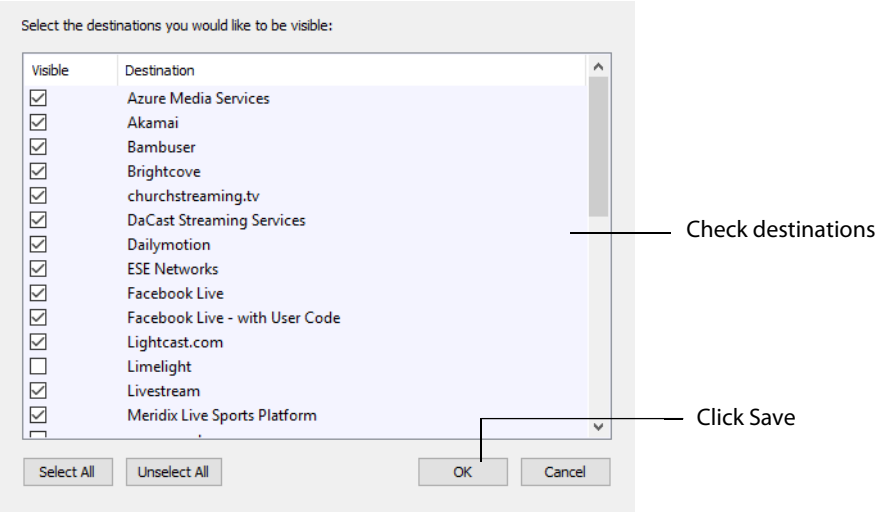 Select the destinations you would like to be visible:
Visible Destination
Azure Media Services
Akamai
Bambuser
Brightcove
churchstreaming.tv
DaCast Streaming Services
Dailymotion
ESE Networks
Facebook Live
Facebook Live - with User Code
Lightcast.com
Limelight
Livestream
Meridix Live Sports Platform
Check destinations
Click Save
Select All Unselect All OK Cancel